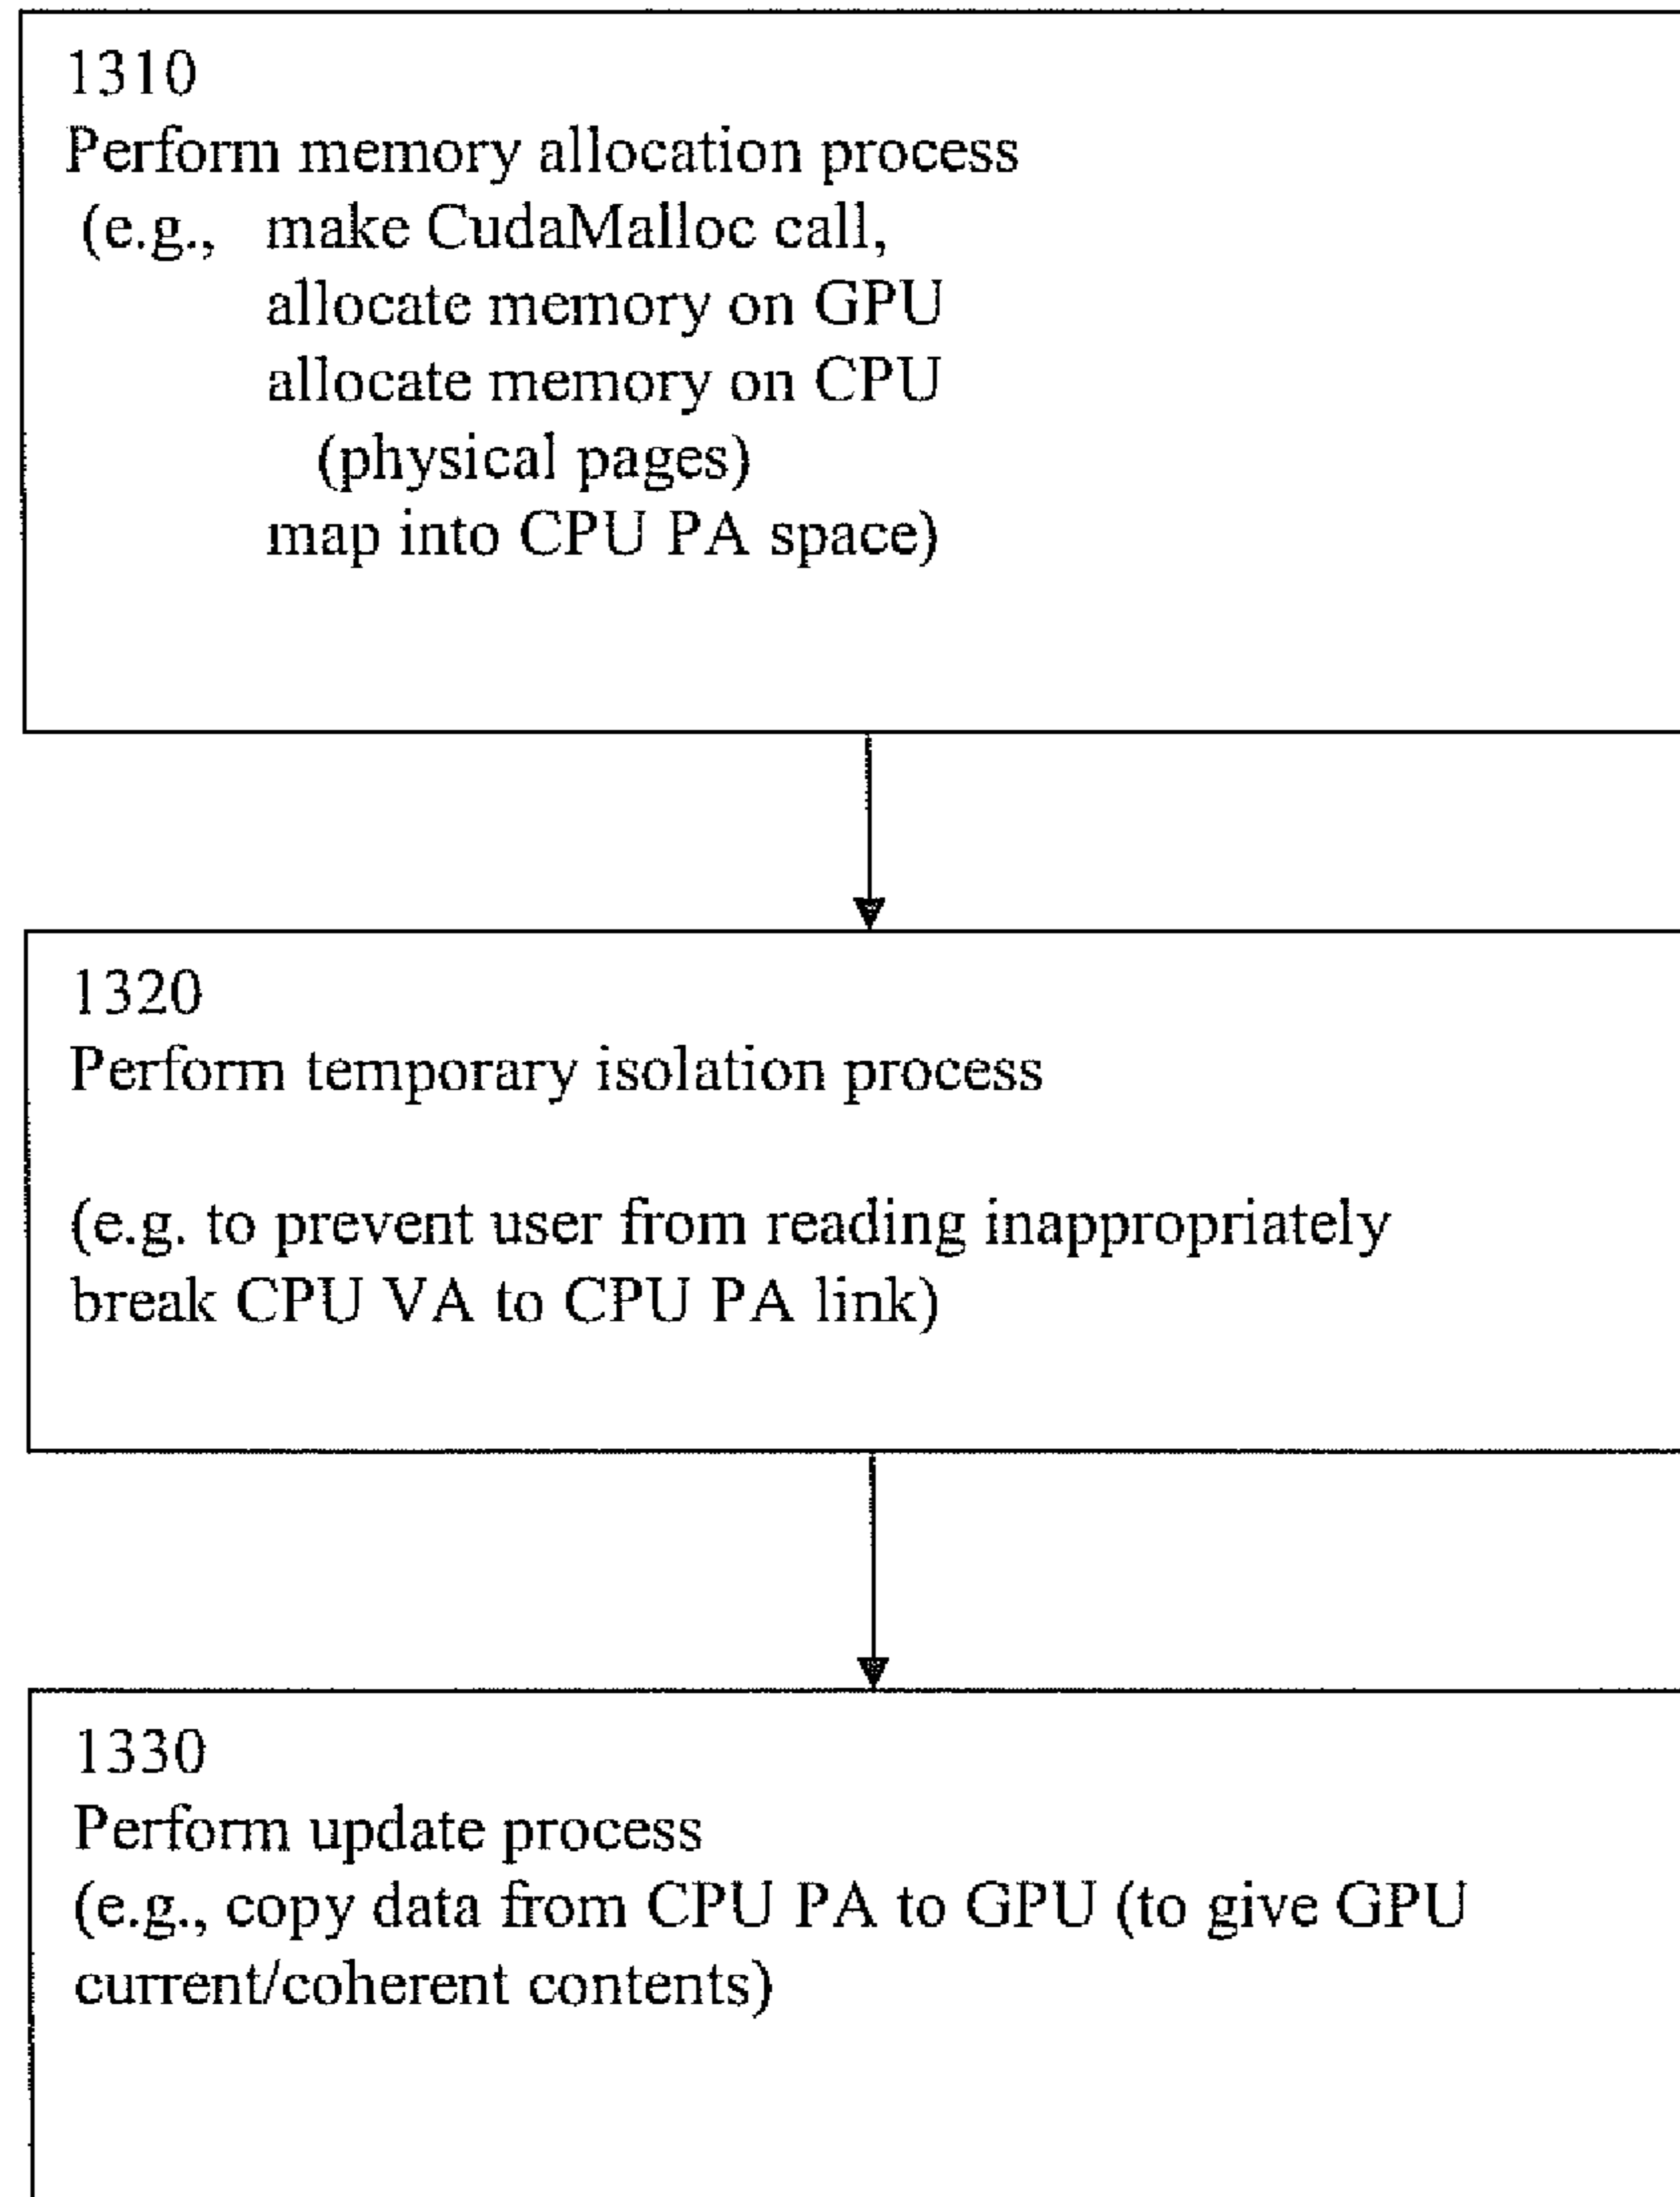 1310
Perform memory allocation process
(e.g., make CudaMalloc call,
allocate memory on GPU
allocate memory on CPU
(physical pages)
map into CPU PA space)
1320
Perform temporary isolation process
(e.g. to prevent user from reading inappropriately
break CPU VA to CPU PA link)
1330
Perform update process
(e.g., copy data from CPU PA to GPU (to give GPU
current/coherent contents)